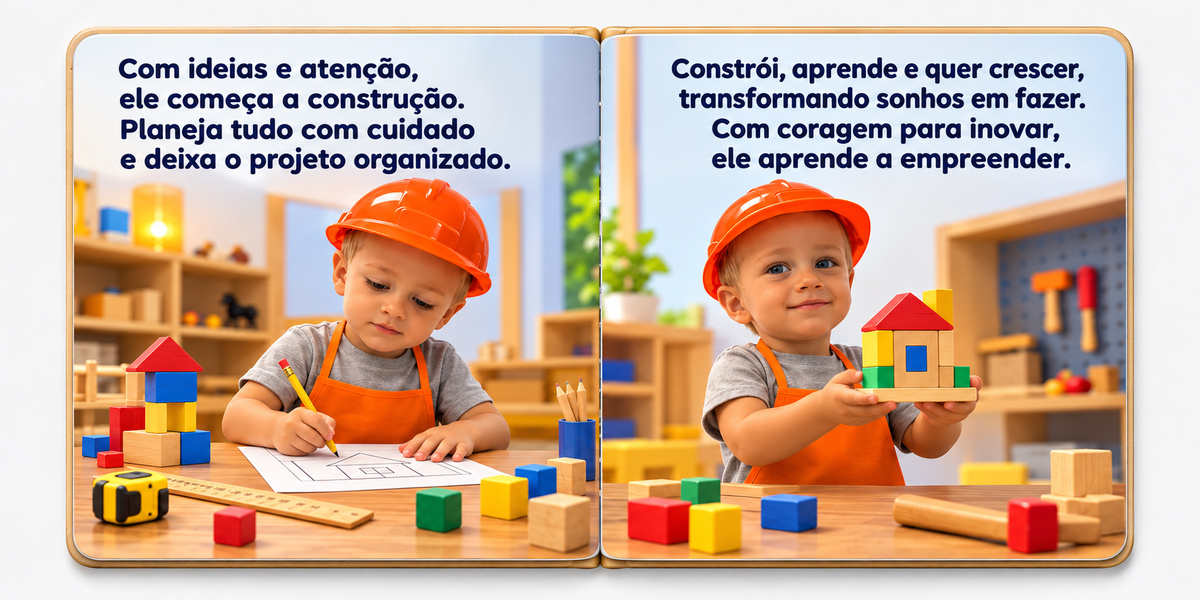 Com ideias e atenção,
ele começa a construção.
Planeja tudo com cuidado
e deixa o projeto organizado.
Constrói, aprende e quer crescer,
transformando sonhos em fazer.
Com coragem para inovar,
ele aprende a empreender.